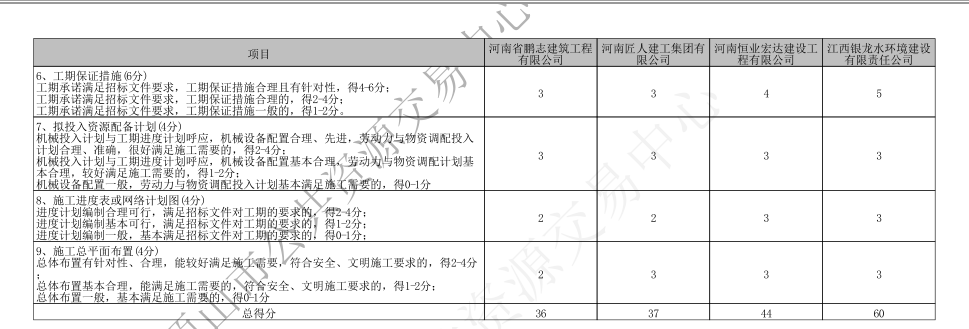 项目
河南省鹏志建筑工程
有限公司
河南匠人建工集团有
限公司
河南恒业宏达建设工
程有限公司
江西银龙水环境建设
有限责任公司
6、工期保证措施(6分)
工期承诺满足招标文件要求，工期保证措施合理且有针对性，得4-6分；
工期承诺满足招标文件要求，工期保证措施合理的，得2-4分；
工期承诺满足招标文件要求，工期保证措施一般的，得1-2分。
3
3
4
5
7、拟投入资源配备计划(4分)
机械投入计划与工期进度计划呼应，机械设备配置合理、先进，劳动力与物资调配投入
计划合理、准确，很好满足施工需要的，得2-4分；
机械投入计划与工期进度计划呼应，机械设备配置基本合理，劳动力与物资调配计划基
本合理，较好满足施工需要的，得1-2分；
机械设备配置一般，劳动力与物资调配投入计划基本满足施工需要的，得0-1分
3
3
3
3
8、施工进度表或网络计划图(4分)
进度计划编制合理可行，满足招标文件对工期的要求的，得2-4分；
进度计划编制基本可行，满足招标文件对工期的要求的，得1-2分；
进度计划编制一般，基本满足招标文件对工期的要求的，得0-1分；
2
2
3
3
9、施工总平面布置(4分)
总体布置有针对性、合理，能较好满足施工需要，符合安全、文明施工要求的，得2-4分
；
总体布置基本合理，能满足施工需要的，符合安全、文明施工要求的，得1-2分；
总体布置一般，基本满足施工需要的，得0-1分
2
3
3
3
总得分
36
37
44
60
山市公共资源交易中心
资源交易中心